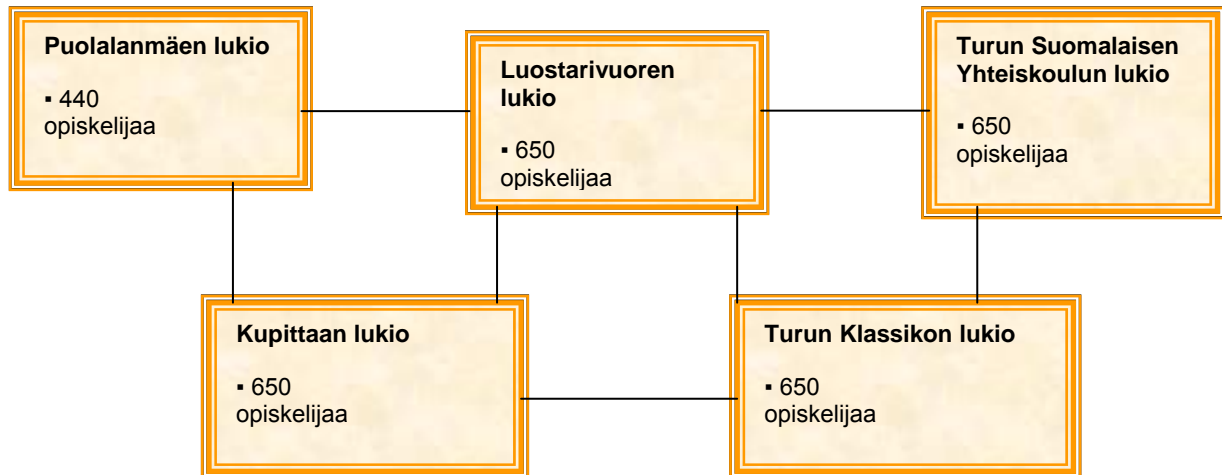 Puolalanmäen lukio
▪ 440
opiskelijaa
Luostarivuoren
lukio
▪ 650
opiskelijaa
Turun Suomalaisen
Yhteiskoulun lukio
▪ 650
opiskelijaa
Kupittaan lukio
▪ 650
opiskelijaa
Turun Klassikon lukio
▪ 650
opiskelijaa